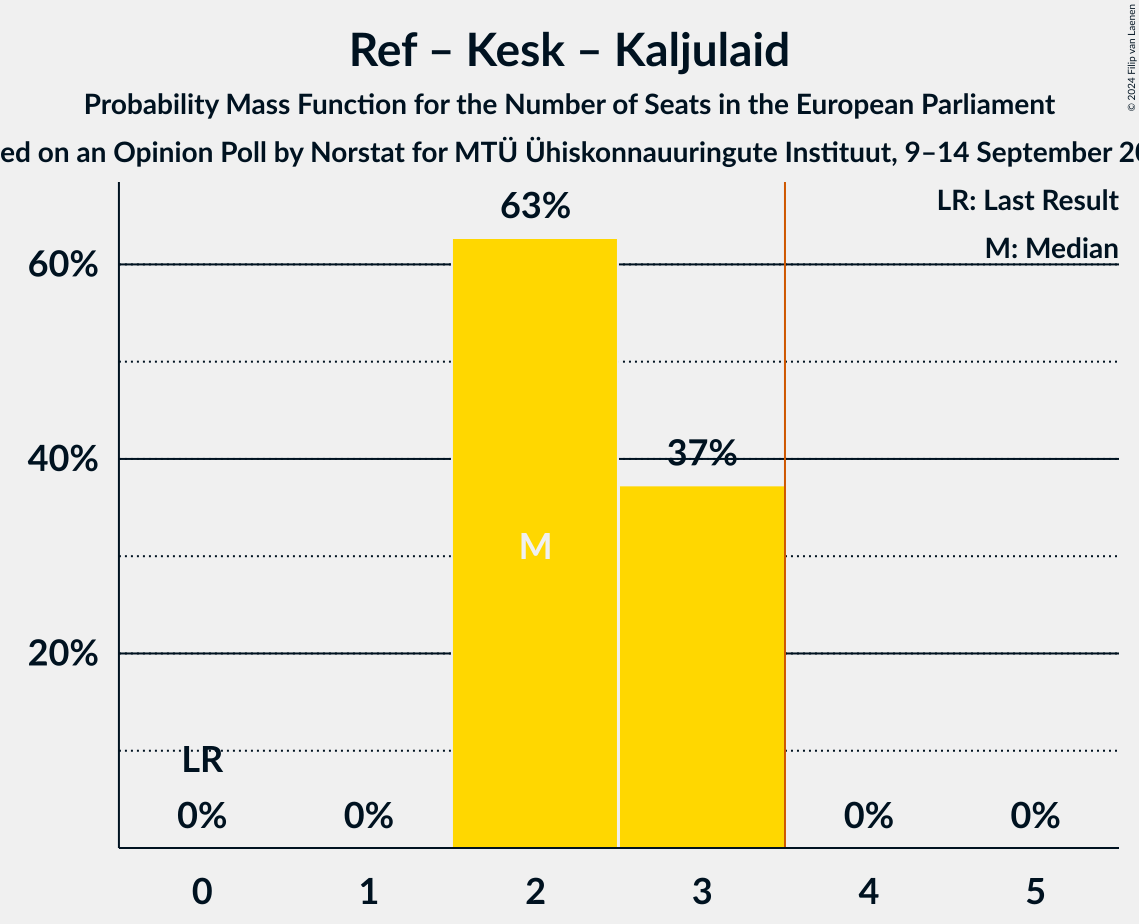 Ref – Kesk – Kaljulaid
Probability Mass Function for the Number of Seats in the European Parliament
on an Opinion Poll by Norstat for MTÜ Ühiskonnauuringute Instituut, 9–14 September
© 2024 Filip van Laenen
LR: Last Result
M: Median
63%
60%
37%
40%
M
20%
LR
0%
0%
0%
0%
0
1
2
3
4
5